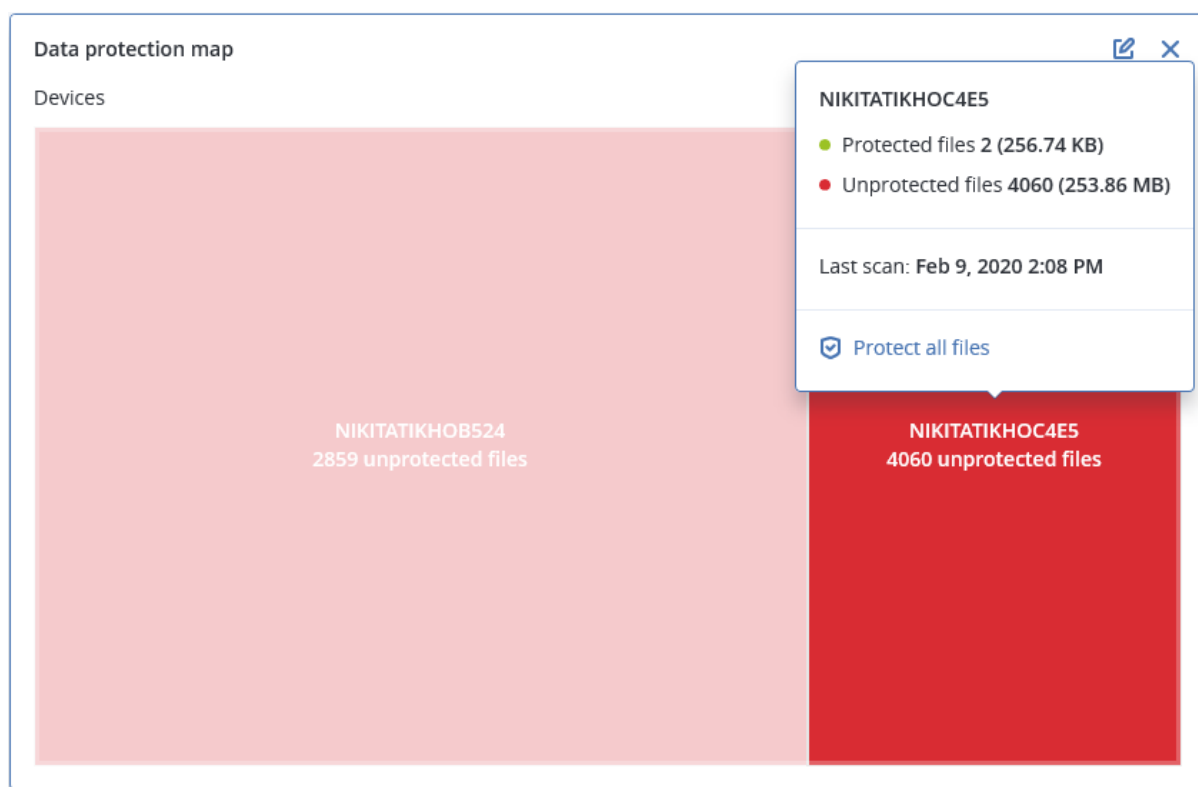 Data protection map
Devices
NIKITATIKHOC4E5
Protected files 2 (256.74 KB)
Unprotected files 4060 (253.86 MB)
Last scan: Feb 9, 2020 2:08 PM
Protect all files
NIKITATIKHOB524
2859 unprotected files
NIKITATIKHOC4E5
4060 unprotected files